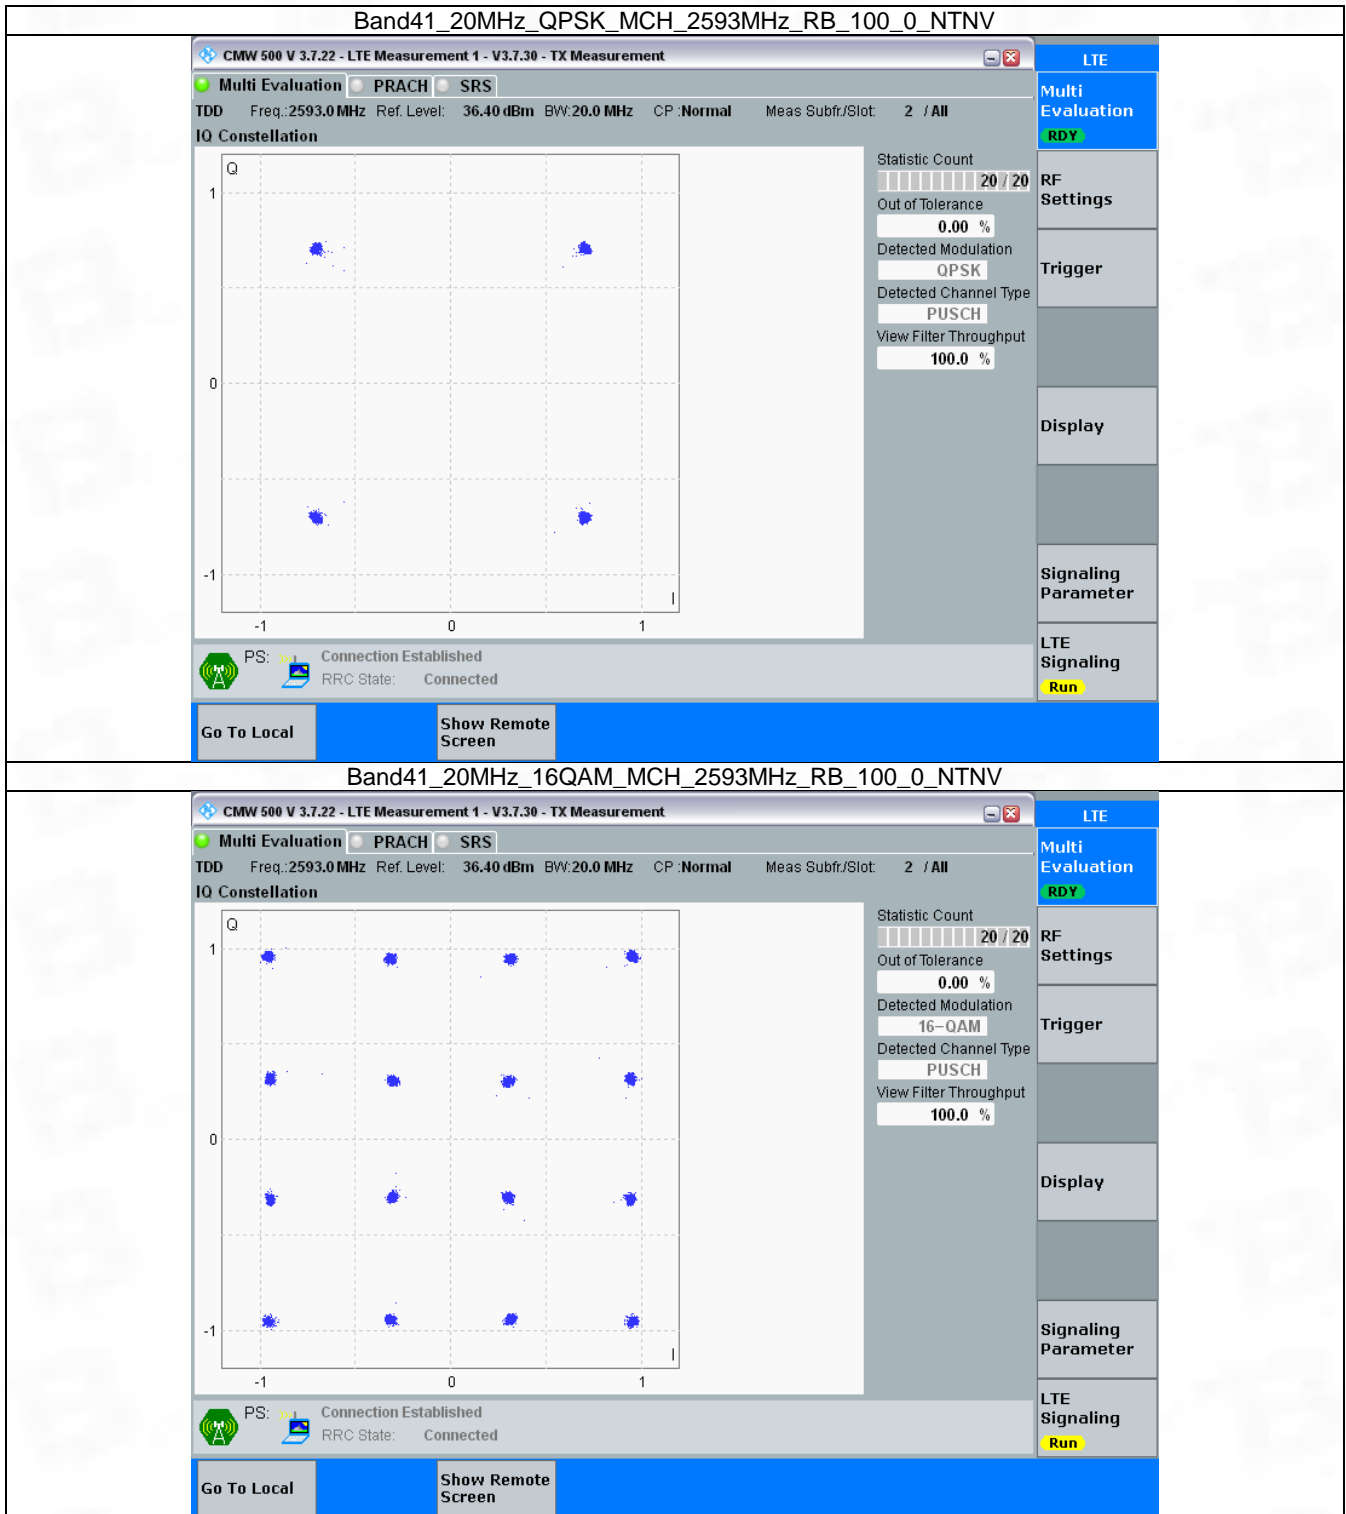 Band41_20MHz_QPSK_MCH_2593MHz_RB_100_0_NTNV
CMW 500 V 3.7.22 - LTE Measurement 1 - V3.7.30 - TX Measurement
LTE
Multi Evaluation PRACH SRS
Multi
Evaluation
RDY
TDD Freq.:2593.0 MHz Ref. Level: 36.40 dBm BW:20.0 MHz CP :Normal Meas Subfr./Slot: 2 / All
IQ Constellation
Q
1
0
-1
I
-1 0 1
Statistic Count
20 / 20
Out of Tolerance
0.00 %
Detected Modulation
QPSK
Detected Channel Type
PUSCH
View Filter Throughput
100.0 %
RF
Settings
Trigger
Display
Signaling
Parameter
LTE
Signaling
Run
PS: Connection Established
RRC State: Connected
Go To Local
Show Remote
Screen
Band41_20MHz_16QAM_MCH_2593MHz_RB_100_0_NTNV
CMW 500 V 3.7.22 - LTE Measurement 1 - V3.7.30 - TX Measurement
LTE
Multi Evaluation PRACH SRS
Multi
Evaluation
RDY
TDD Freq.:2593.0 MHz Ref. Level: 36.40 dBm BW:20.0 MHz CP :Normal Meas Subfr./Slot: 2 / All
IQ Constellation
Q
1
0
-1
I
-1 0 1
Statistic Count
20 / 20
Out of Tolerance
0.00 %
Detected Modulation
16-QAM
Detected Channel Type
PUSCH
View Filter Throughput
100.0 %
RF
Settings
Trigger
Display
Signaling
Parameter
LTE
Signaling
Run
PS: Connection Established
RRC State: Connected
Go To Local
Show Remote
Screen